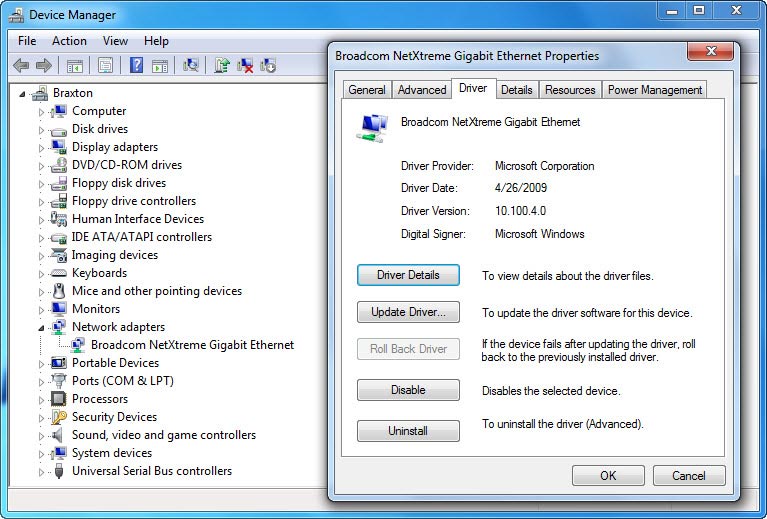 Device Manager
File Action View Help
Braxton
Computer
Disk drives
Display adapters
DVD/CD-ROM drives
Floppy disk drives
Floppy drive controllers
Human Interface Devices
IDE ATA/ATAPI controllers
Imaging devices
Keyboards
Mice and other pointing devices
Monitors
Network adapters
Broadcom NetXtreme Gigabit Ethernet
Portable Devices
Ports (COM & LPT)
Processors
Security Devices
Sound, video and game controllers
System devices
Universal Serial Bus controllers
Broadcom NetXtreme Gigabit Ethernet Properties
General Advanced Driver Details Resources Power Management
Broadcom NetXtreme Gigabit Ethernet
Driver Provider: Microsoft Corporation
Driver Date: 4/26/2009
Driver Version: 10.100.4.0
Digital Signer: Microsoft Windows
Driver Details To view details about the driver files.
Update Driver... To update the driver software for this device.
Roll Back Driver If the device fails after updating the driver, roll
back to the previously installed driver.
Disable Disables the selected device.
Uninstall To uninstall the driver (Advanced).
OK Cancel